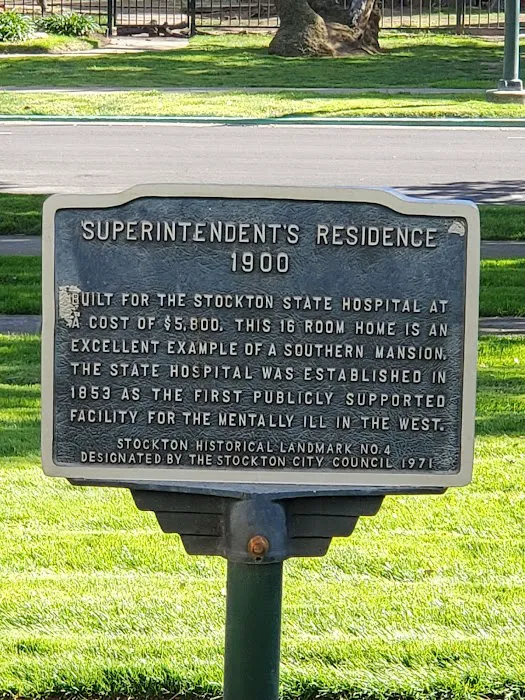 SUPERINTENDENT'S RESIDENCE
1900
BUILT FOR THE STOCKTON STATE HOSPITAL AT
A COST OF $5,800. THIS 16 ROOM HOME IS AN
EXCELLENT EXAMPLE OF A SOUTHERN MANSION.
THE STATE HOSPITAL WAS ESTABLISHED IN
1853 AS THE FIRST PUBLICLY SUPPORTED
FACILITY FOR THE MENTALLY ILL IN THE WEST.
STOCKTON HISTORICAL LANDMARK NO. 4
DESIGNATED BY THE STOCKTON CITY COUNCIL 1971